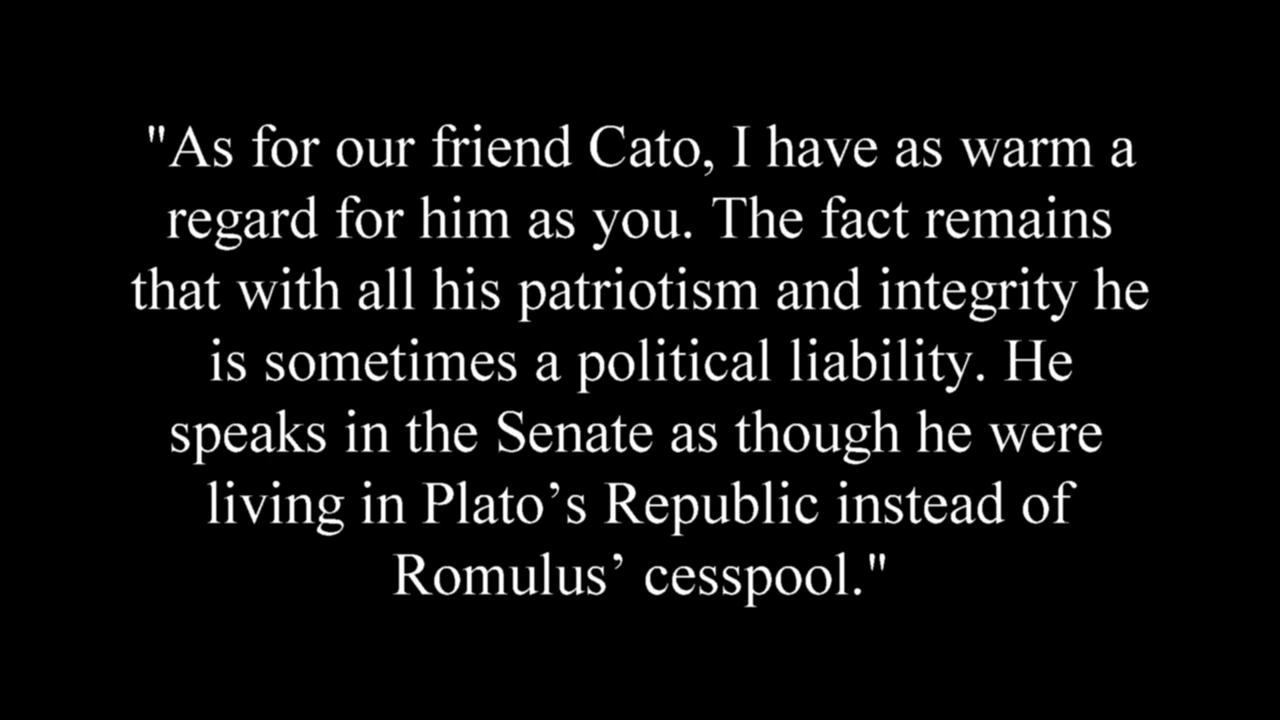 "As for our friend Cato, I have as warm a
regard for him as you. The fact remains
that with all his patriotism and integrity he
is sometimes a political liability. He
speaks in the Senate as though he were
living in Plato’s Republic instead of
Romulus’ cesspool."